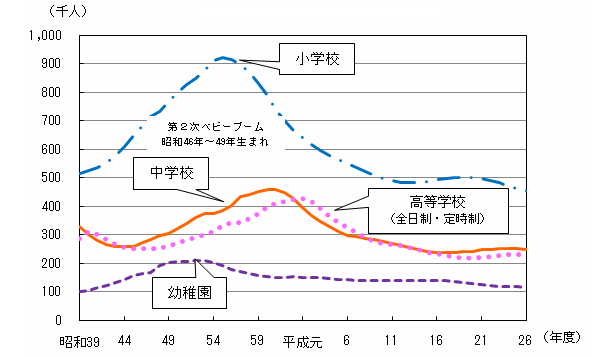 （千人）
1,000
900
800
700
600
500
400
300
200
100
0
小学校
第２次ベビーブーム
昭和46年～49年生まれ
中学校
高等学校
（全日制・定時制）
幼稚園
昭和39 44 49 54 59 平成元 6 11 16 21 26 （年度）